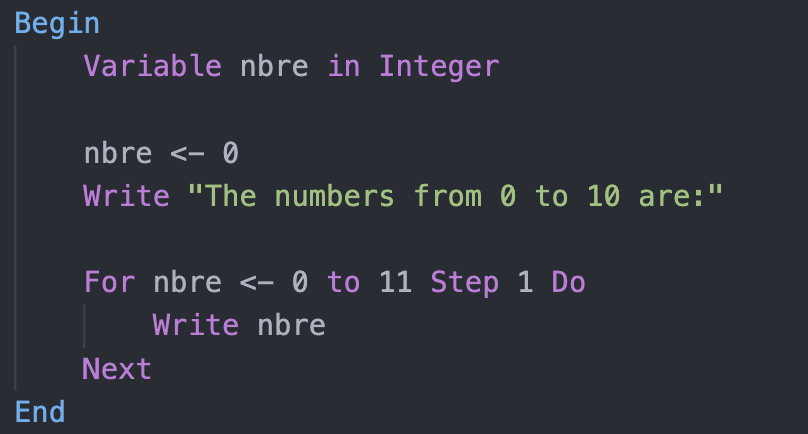 Begin
Variable nbre in Integer
nbre <- 0
Write "The numbers from 0 to 10 are:"
For nbre <- 0 to 11 Step 1 Do
Write nbre
Next
End